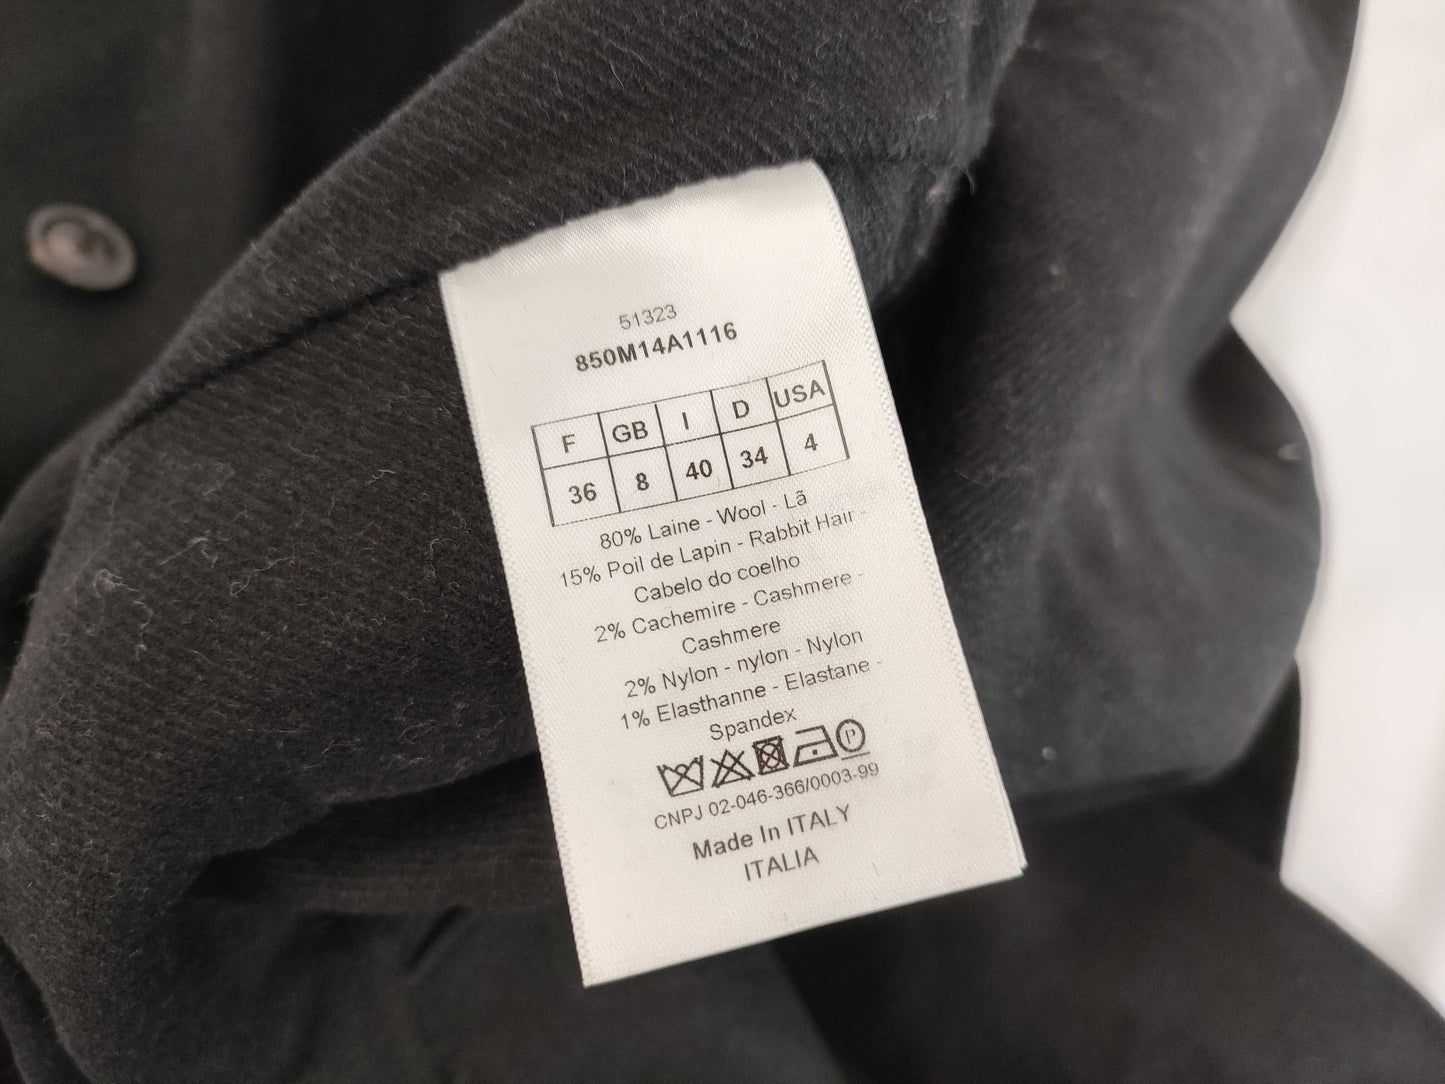 51323
850M14A1116
F GB I D USA
36 8 40 34 4
80% Laine - Wool - Lã
15% Poil de Lapin - Rabbit Hair -
Cabelo do coelho
2% Cachemire - Cashmere -
Cashmere
2% Nylon - nylon - Nylon
1% Elasthanne - Elastane -
Spandex
P
CNPJ 02-046-366/0003-99
Made In ITALY
ITALIA